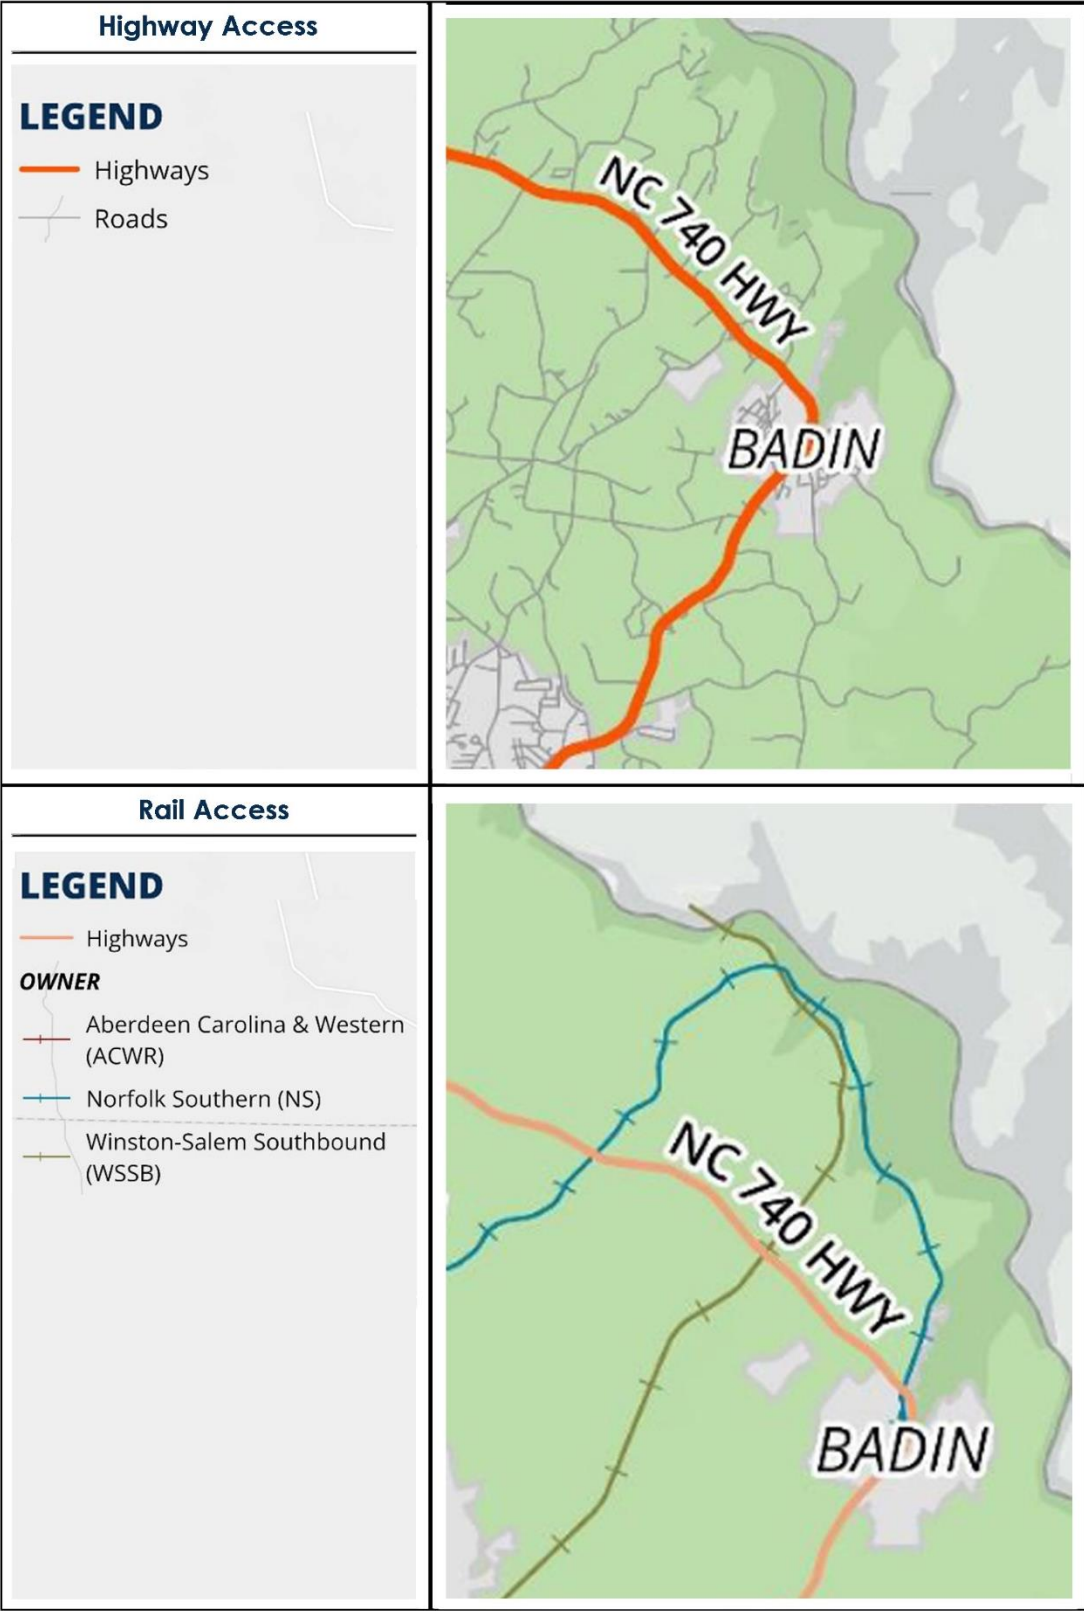 Highway Access
LEGEND
Highways
Roads
NC 740 HWY
BADIN
Rail Access
LEGEND
Highways
OWNER
Aberdeen Carolina & Western
(ACWR)
Norfolk Southern (NS)
Winston-Salem Southbound
(WSSB)
NC 740 HWY
BADIN